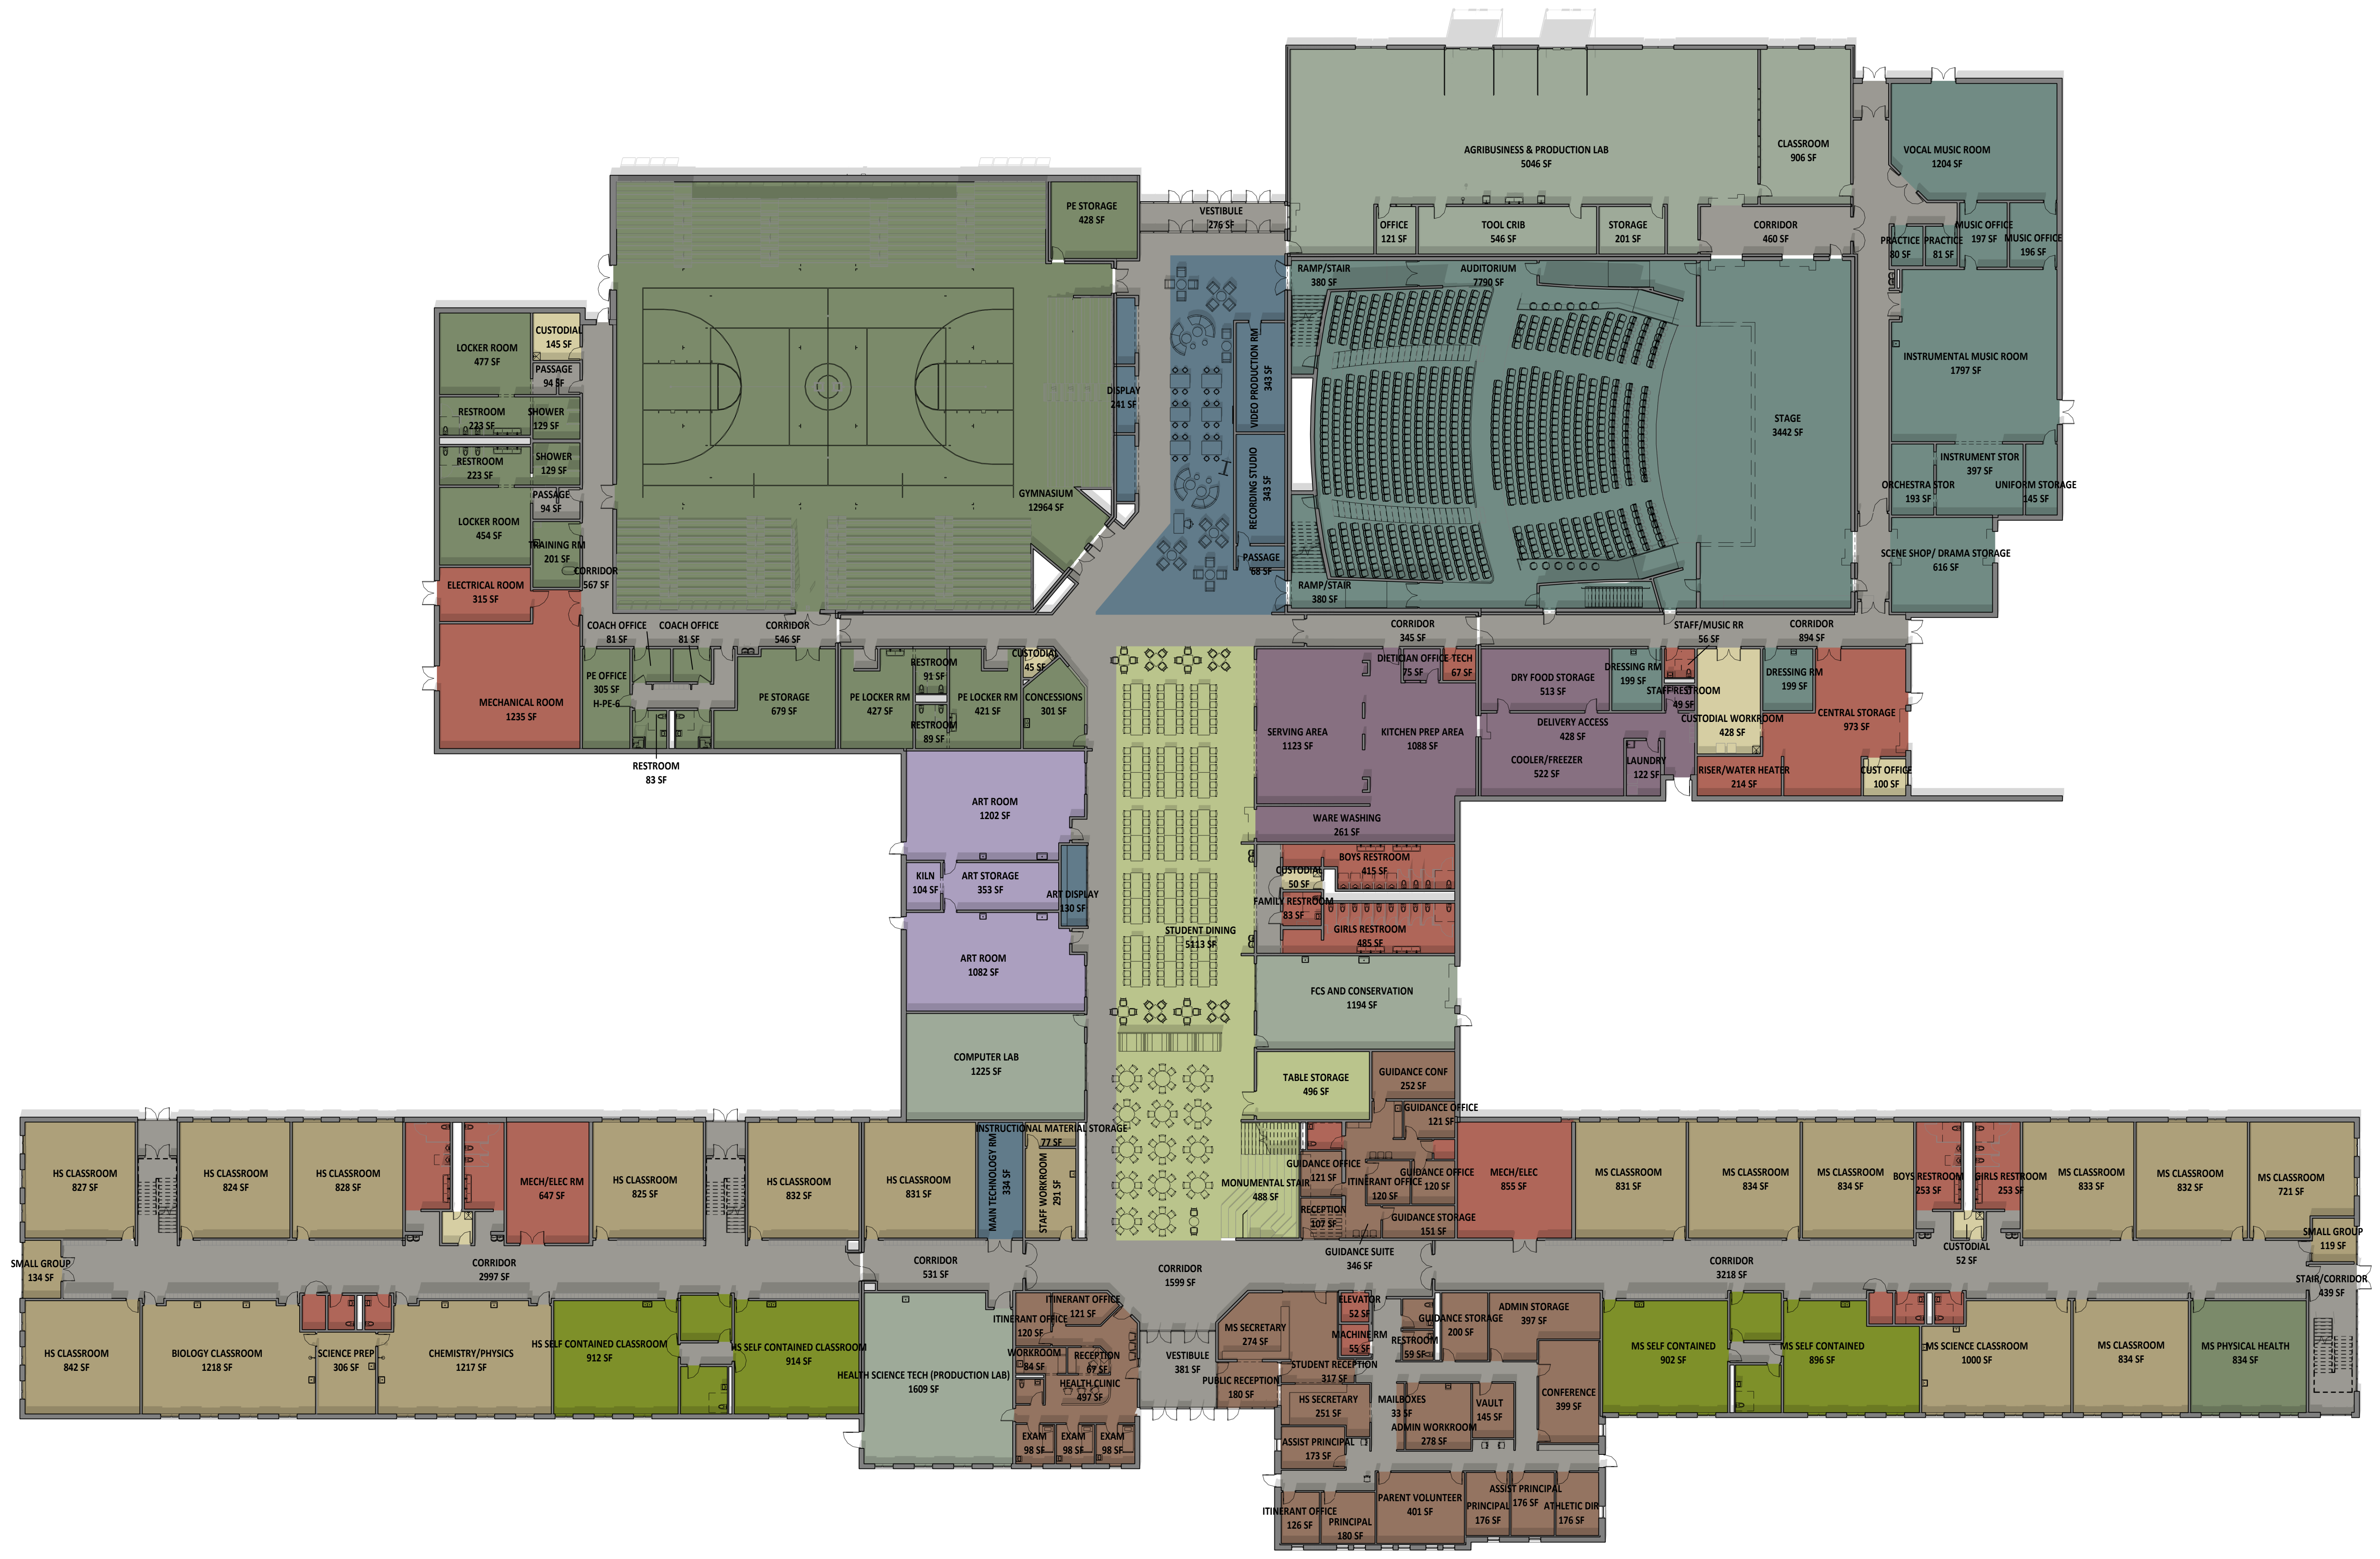 AGRIBUSINESS & PRODUCTION LAB
5046 SF
CLASSROOM
906 SF
VOCAL MUSIC ROOM
1204 SF
PE STORAGE
428 SF
VESTIBULE
276 SF
OFFICE
121 SF
TOOL CRIB
546 SF
STORAGE
201 SF
CORRIDOR
460 SF
PRACTICE
80 SF
PRACTICE
81 SF
MUSIC OFFICE
197 SF
MUSIC OFFICE
196 SF
RAMP/STAIR
380 SF
AUDITORIUM
7790 SF
LOCKER ROOM
477 SF
CUSTODIAL
145 SF
PASSAGE
94 SF
RESTROOM
223 SF
SHOWER
129 SF
RESTROOM
223 SF
SHOWER
129 SF
PASSAGE
94 SF
LOCKER ROOM
454 SF
TRAINING RM
201 SF
CORRIDOR
567 SF
DISPLAY
241 SF
VIDEO PRODUCTION RM
343 SF
RECORDING STUDIO
343 SF
PASSAGE
68 SF
GYMNASIUM
12964 SF
STAGE
3442 SF
INSTRUMENTAL MUSIC ROOM
1797 SF
INSTRUMENT STOR
397 SF
ORCHESTRA STOR
193 SF
UNIFORM STORAGE
145 SF
SCENE SHOP/ DRAMA STORAGE
616 SF
RAMP/STAIR
380 SF
ELECTRICAL ROOM
315 SF
MECHANICAL ROOM
1235 SF
COACH OFFICE
81 SF
COACH OFFICE
81 SF
CORRIDOR
546 SF
PE OFFICE
305 SF
H-PE-6
PE STORAGE
679 SF
PE LOCKER RM
427 SF
RESTROOM
91 SF
RESTROOM
89 SF
PE LOCKER RM
421 SF
CUSTODIAL
45 SF
CONCESSIONS
301 SF
RESTROOM
83 SF
CORRIDOR
345 SF
DIETICIAN OFFICE
75 SF
TECH
67 SF
SERVING AREA
1123 SF
KITCHEN PREP AREA
1088 SF
DRY FOOD STORAGE
513 SF
DRESSING RM
199 SF
STAFF/MUSIC RR
56 SF
CORRIDOR
894 SF
STAFF RESTROOM
49 SF
DRESSING RM
199 SF
DELIVERY ACCESS
428 SF
CUSTODIAL WORKROOM
428 SF
CENTRAL STORAGE
973 SF
COOLER/FREEZER
522 SF
LAUNDRY
122 SF
RISER/WATER HEATER
214 SF
CUST OFFICE
100 SF
WARE WASHING
261 SF
ART ROOM
1202 SF
KILN
104 SF
ART STORAGE
353 SF
ART DISPLAY
130 SF
ART ROOM
1082 SF
BOYS RESTROOM
415 SF
CUSTODIAL
50 SF
FAMILY RESTROOM
83 SF
GIRLS RESTROOM
485 SF
STUDENT DINING
5113 SF
FCS AND CONSERVATION
1194 SF
COMPUTER LAB
1225 SF
TABLE STORAGE
496 SF
GUIDANCE CONF
252 SF
GUIDANCE OFFICE
121 SF
HS CLASSROOM
827 SF
HS CLASSROOM
824 SF
HS CLASSROOM
828 SF
MECH/ELEC RM
647 SF
HS CLASSROOM
825 SF
HS CLASSROOM
832 SF
HS CLASSROOM
831 SF
MAIN TECHNOLOGY RM
334 SF
INSTRUCTIONAL MATERIAL STORAGE
77 SF
STAFF WORKROOM
291 SF
MONUMENTAL STAIR
488 SF
GUIDANCE OFFICE
121 SF
ITINERANT OFFICE
120 SF
GUIDANCE OFFICE
120 SF
RECEPTION
107 SF
GUIDANCE STORAGE
151 SF
GUIDANCE SUITE
346 SF
MECH/ELEC
855 SF
MS CLASSROOM
831 SF
MS CLASSROOM
834 SF
MS CLASSROOM
834 SF
BOYS RESTROOM
253 SF
GIRLS RESTROOM
253 SF
MS CLASSROOM
833 SF
MS CLASSROOM
832 SF
MS CLASSROOM
721 SF
SMALL GROUP
119 SF
CUSTODIAL
52 SF
SMALL GROUP
134 SF
CORRIDOR
2997 SF
CORRIDOR
531 SF
CORRIDOR
1599 SF
CORRIDOR
3218 SF
STAIR/CORRIDOR
439 SF
HS CLASSROOM
842 SF
BIOLOGY CLASSROOM
1218 SF
SCIENCE PREP
306 SF
CHEMISTRY/PHYSICS
1217 SF
HS SELF CONTAINED CLASSROOM
912 SF
HS SELF CONTAINED CLASSROOM
914 SF
HEALTH SCIENCE TECH (PRODUCTION LAB)
1609 SF
ITINERANT OFFICE
121 SF
ITINERANT OFFICE
120 SF
WORKROOM
84 SF
RECEPTION
67 SF
HEALTH CLINIC
497 SF
EXAM
98 SF
EXAM
98 SF
EXAM
98 SF
VESTIBULE
381 SF
MS SECRETARY
274 SF
ELEVATOR
52 SF
MACHINE RM
55 SF
RESTROOM
59 SF
GUIDANCE STORAGE
200 SF
ADMIN STORAGE
397 SF
STUDENT RECEPTION
317 SF
PUBLIC RECEPTION
180 SF
HS SECRETARY
251 SF
MAILBOXES
33 SF
ADMIN WORKROOM
278 SF
VAULT
145 SF
CONFERENCE
399 SF
ASSIST PRINCIPAL
173 SF
ITINERANT OFFICE
126 SF
PRINCIPAL
180 SF
PARENT VOLUNTEER
401 SF
PRINCIPAL
176 SF
ASSIST PRINCIPAL
176 SF
ATHLETIC DIR
176 SF
MS SELF CONTAINED
902 SF
MS SELF CONTAINED
896 SF
MS SCIENCE CLASSROOM
1000 SF
MS CLASSROOM
834 SF
MS PHYSICAL HEALTH
834 SF